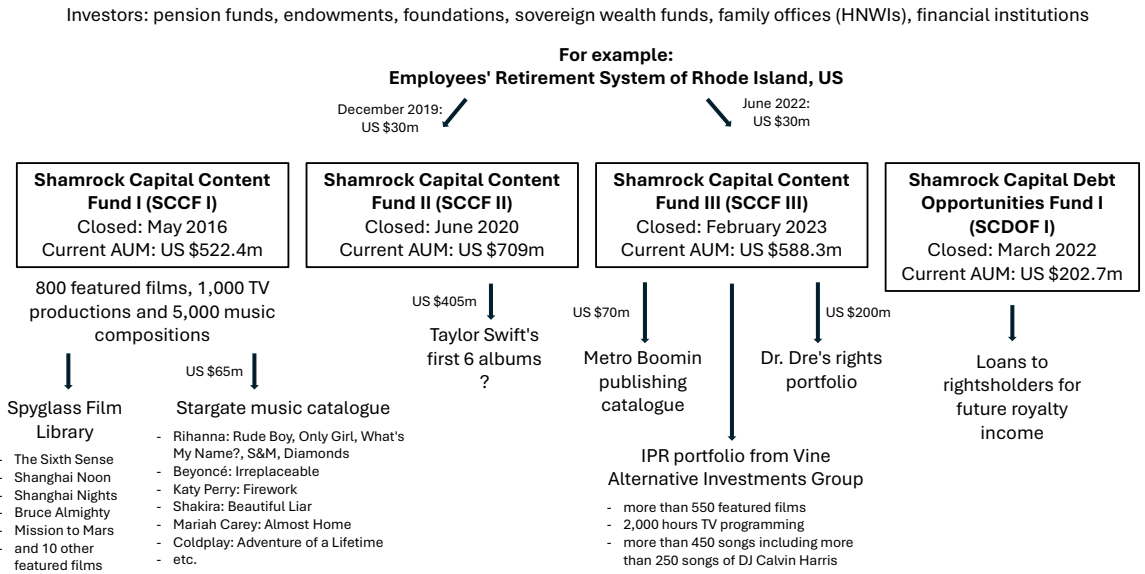 Investors: pension funds, endowments, foundations, sovereign wealth funds, family offices (HNWIs), financial institutions
For example:
Employees' Retirement System of Rhode Island, US
December 2019:
US $30m
June 2022:
US $30m
Shamrock Capital Content
Fund I (SCCF I)
Closed: May 2016
Current AUM: US $522.4m
Shamrock Capital Content
Fund II (SCCF II)
Closed: June 2020
Current AUM: US $709m
Shamrock Capital Content
Fund III (SCCF III)
Closed: February 2023
Current AUM: US $588.3m
Shamrock Capital Debt
Opportunities Fund I
(SCDOF I)
Closed: March 2022
Current AUM: US $202.7m
800 featured films, 1,000 TV
productions and 5,000 music
compositions
US $65m
Spyglass Film
Library
- The Sixth Sense
- Shanghai Noon
- Shanghai Nights
- Bruce Almighty
- Mission to Mars
- and 10 other
featured films
Stargate music catalogue
- Rihanna: Rude Boy, Only Girl, What's
My Name?, S&M, Diamonds
- Beyoncé: Irreplaceable
- Katy Perry: Firework
- Shakira: Beautiful Liar
- Mariah Carey: Almost Home
- Coldplay: Adventure of a Lifetime
- etc.
US $405m
Taylor Swift's
first 6 albums
?
US $70m
Metro Boomin
publishing
catalogue
US $200m
Dr. Dre's rights
portfolio
IPR portfolio from Vine
Alternative Investments Group
- more than 550 featured films
- 2,000 hours TV programming
- more than 450 songs including more
than 250 songs of DJ Calvin Harris
Loans to
rightsholders for
future royalty
income